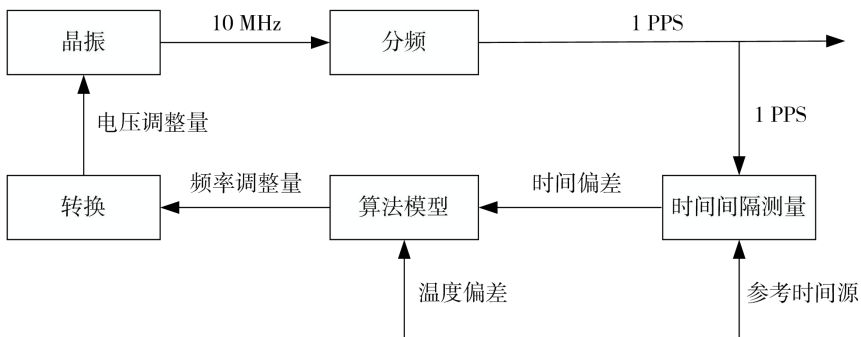 晶振
10 MHz
分频
1 PPS
电压调整量
1 PPS
转换
频率调整量
算法模型
时间偏差
时间间隔测量
温度偏差
参考时间源